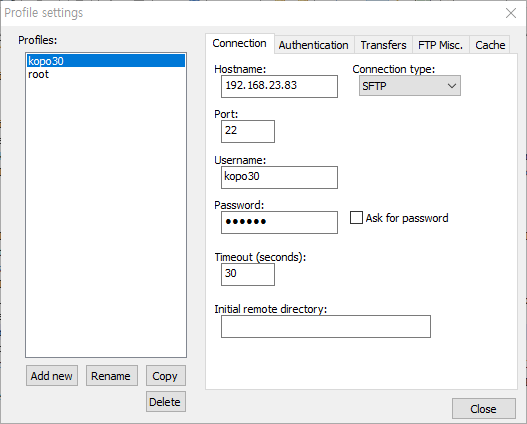 Profile settings
Profiles:
kopo30
root
Add new
Rename
Copy
Delete
Connection
Authentication
Transfers
FTP Misc.
Cache
Hostname:
192.168.23.83
Connection type:
SFTP
Port:
22
Username:
kopo30
Password:
●●●●●●
Ask for password
Timeout (seconds):
30
Initial remote directory:
Close